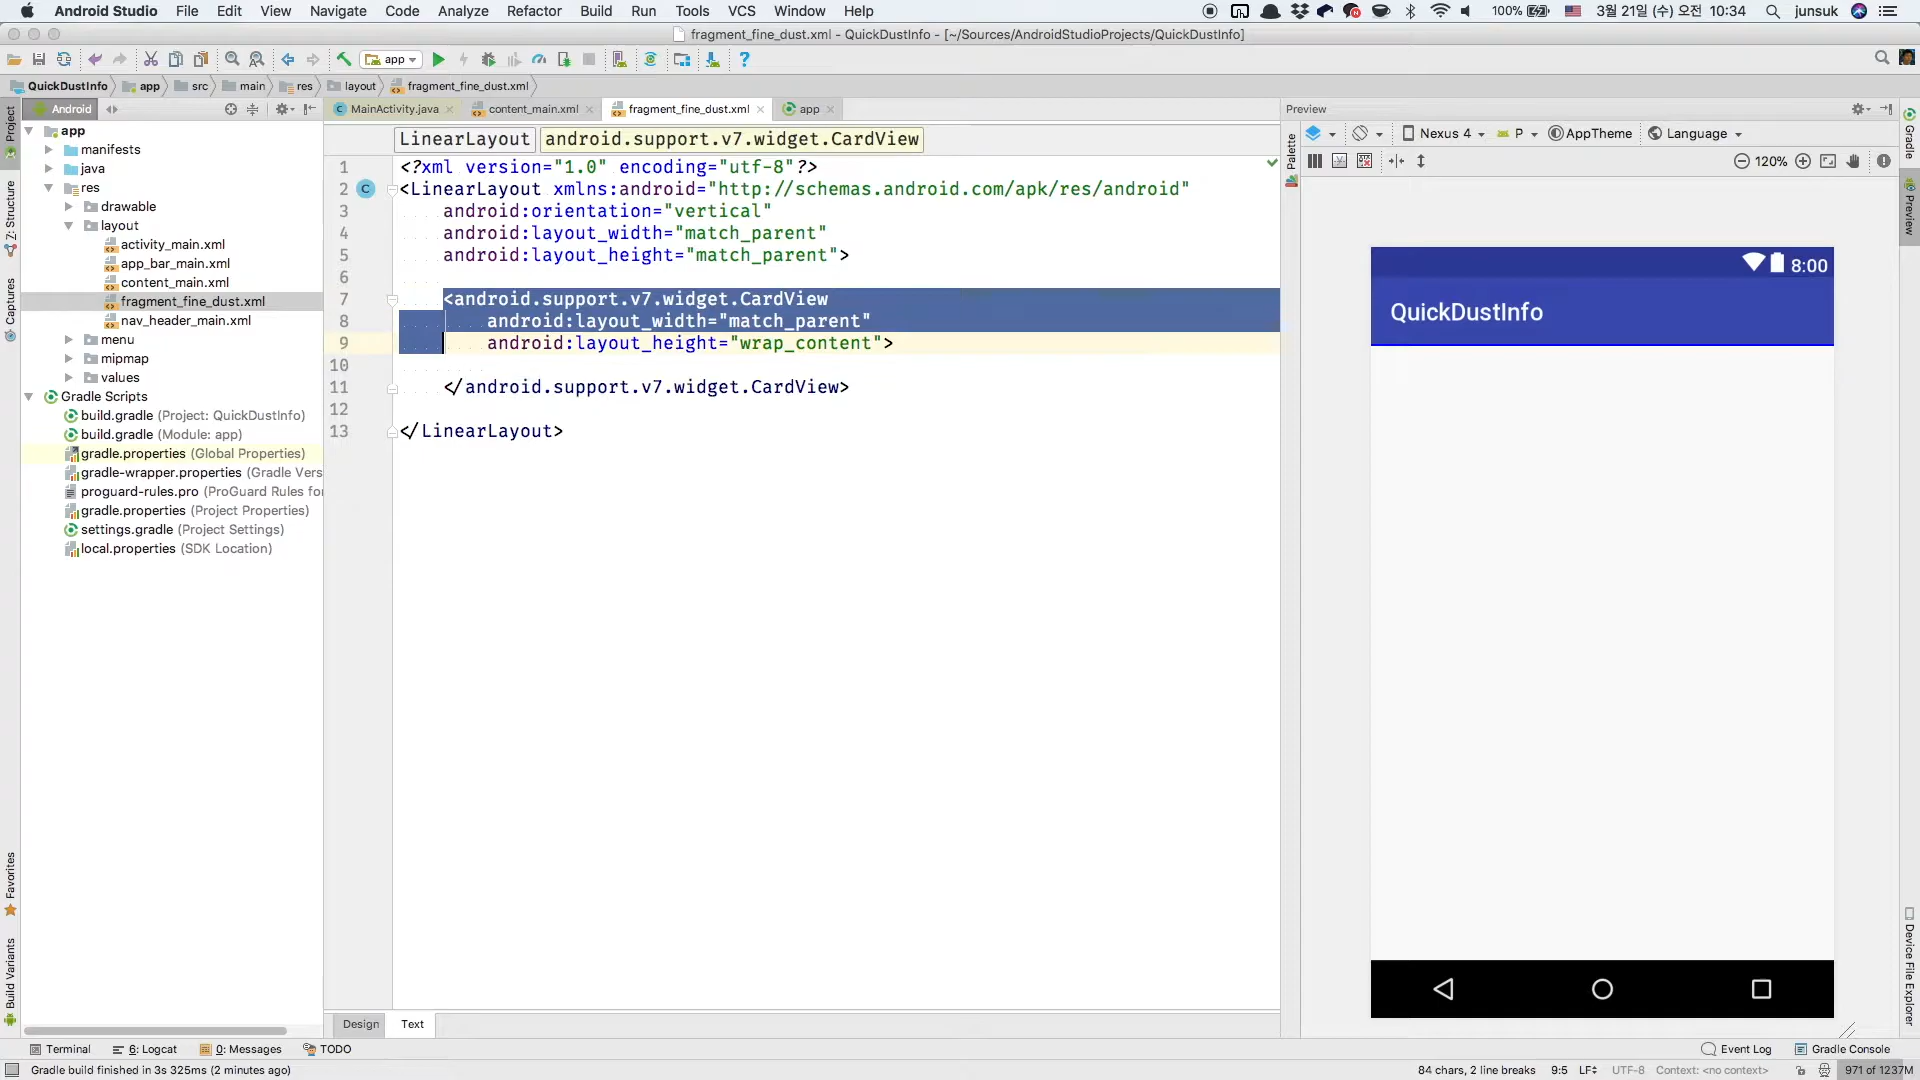 Android Studio File Edit View Navigate Code Analyze Refactor Build Run Tools VCS Window Help 100% 3월 21일 (수) 오전 10:34 junsuk
fragment_fine_dust.xml - QuickDustInfo - [~/Sources/AndroidStudioProjects/QuickDustInfo]
app
QuickDustInfo app src main res layout fragment_fine_dust.xml
Android MainActivity.java content_main.xml fragment_fine_dust.xml app Preview
LinearLayout android.support.v7.widget.CardView
Nexus 4 P AppTheme Language
120%
Project
Z: Structure
Captures
Favorites
Build Variants
app
manifests
java
res
drawable
layout
activity_main.xml
app_bar_main.xml
content_main.xml
fragment_fine_dust.xml
nav_header_main.xml
menu
mipmap
values
Gradle Scripts
build.gradle (Project: QuickDustInfo)
build.gradle (Module: app)
gradle.properties (Global Properties)
gradle-wrapper.properties (Gradle Vers
proguard-rules.pro (ProGuard Rules for
gradle.properties (Project Properties)
settings.gradle (Project Settings)
local.properties (SDK Location)
1 <?xml version="1.0" encoding="utf-8"?>
2 <LinearLayout xmlns:android="http://schemas.android.com/apk/res/android"
3 android:orientation="vertical"
4 android:layout_width="match_parent"
5 android:layout_height="match_parent">
6
7 <android.support.v7.widget.CardView
8 android:layout_width="match_parent"
9 android:layout_height="wrap_content">
10
11 </android.support.v7.widget.CardView>
12
13 </LinearLayout>
Design Text
Palette
8:00
QuickDustInfo
Gradle
Preview
Device File Explorer
Terminal 6: Logcat 0: Messages TODO Event Log Gradle Console
Gradle build finished in 3s 325ms (2 minutes ago) 84 chars, 2 line breaks 9:5 LF UTF-8 Context: <no context> 971 of 1237M